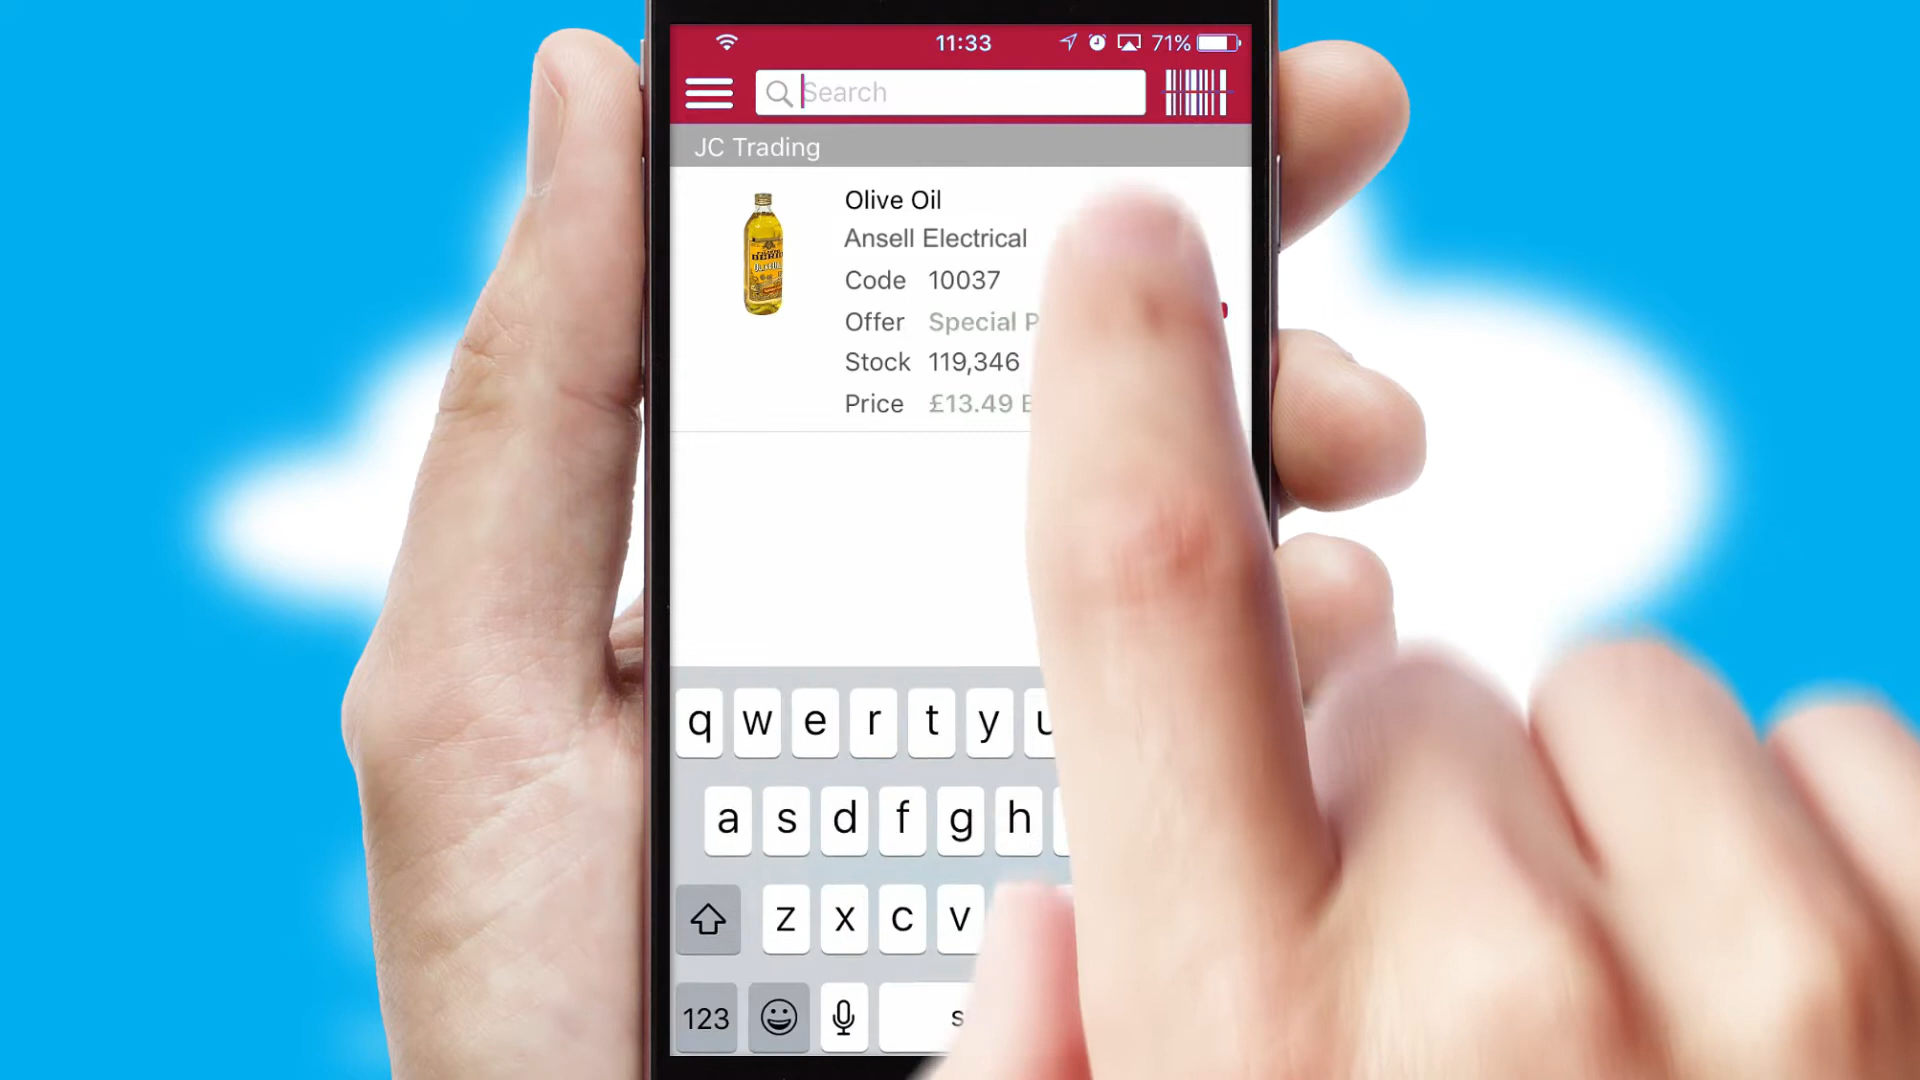 11:33 71%
Search
JC Trading
Olive Oil
Ansell Electrical
Code 10037
Offer Special
Stock 119,346
Price £13.49
q w e r t y u
a s d f g h
z x c v
123